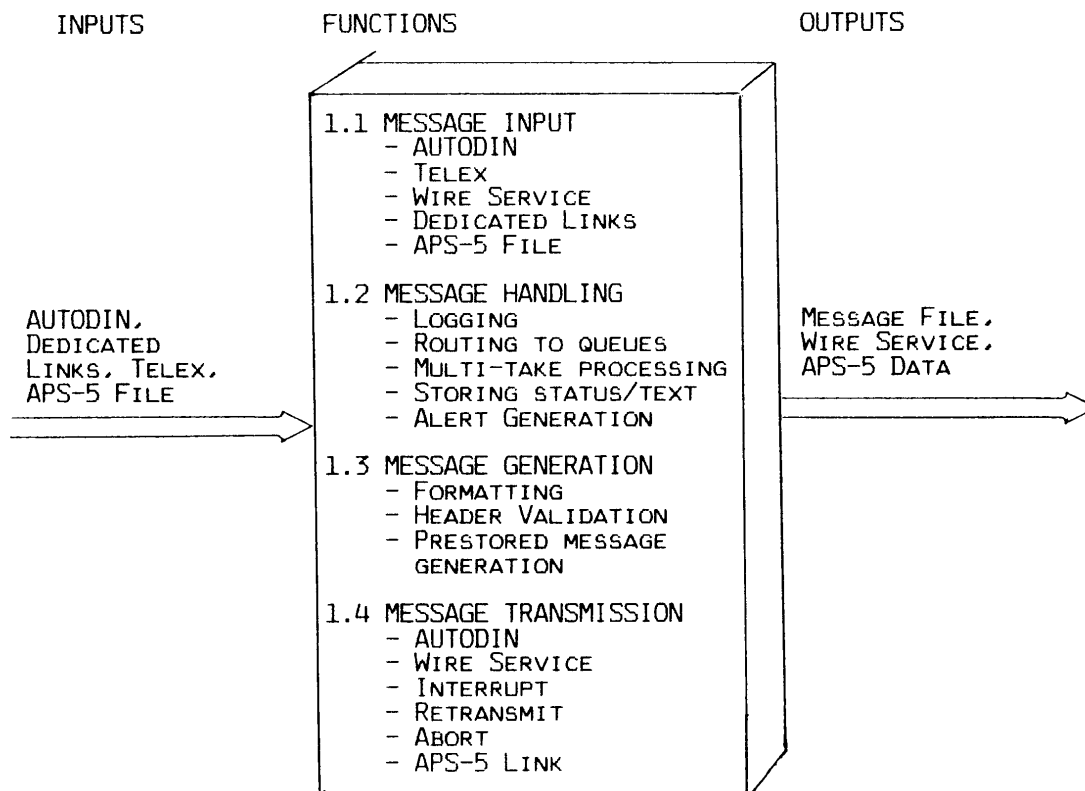 INPUTS FUNCTIONS OUTPUTS
1.1 MESSAGE INPUT
- AUTODIN
- TELEX
- WIRE SERVICE
- DEDICATED LINKS
- APS-5 FILE
1.2 MESSAGE HANDLING
- LOGGING
- ROUTING TO QUEUES
- MULTI-TAKE PROCESSING
- STORING STATUS/TEXT
- ALERT GENERATION
1.3 MESSAGE GENERATION
- FORMATTING
- HEADER VALIDATION
- PRESTORED MESSAGE
GENERATION
1.4 MESSAGE TRANSMISSION
- AUTODIN
- WIRE SERVICE
- INTERRUPT
- RETRANSMIT
- ABORT
- APS-5 LINK
AUTODIN,
DEDICATED
LINKS, TELEX,
APS-5 FILE
MESSAGE FILE,
WIRE SERVICE,
APS-5 DATA